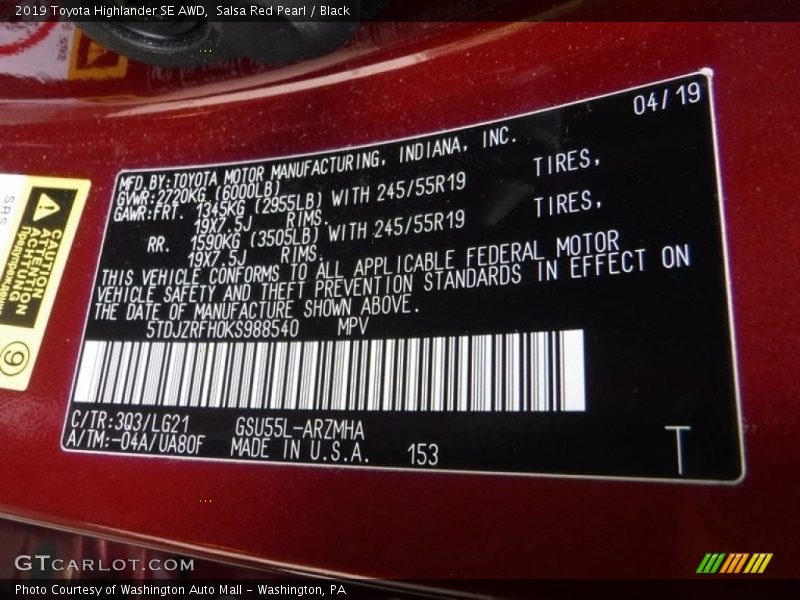 2019 Toyota Highlander SE AWD,  Salsa Red Pearl / Black
04/19
MFD.BY:TOYOTA MOTOR MANUFACTURING, INDIANA, INC.
GVWR:2720KG (6000LB)
GAWR:FRT. 1345KG (2955LB) WITH 245/55R19 TIRES,
19X7.5J RIMS.
RR. 1590KG (3505LB) WITH 245/55R19 TIRES,
19X7.5J RIMS.
THIS VEHICLE CONFORMS TO ALL APPLICABLE FEDERAL MOTOR
VEHICLE SAFETY AND THEFT PREVENTION STANDARDS IN EFFECT ON
THE DATE OF MANUFACTURE SHOWN ABOVE.
5TDJZRFH0KS988540 MPV
C/TR:3Q3/LG21 GSU55L-ARZMHA
A/TM:-04A/UA80F MADE IN U.S.A. 153
T
SRS
CAUTION
ATTENTION
ACHTUNG
9
GTCARLOT.COM
Photo Courtesy of Washington Auto Mall - Washington, PA